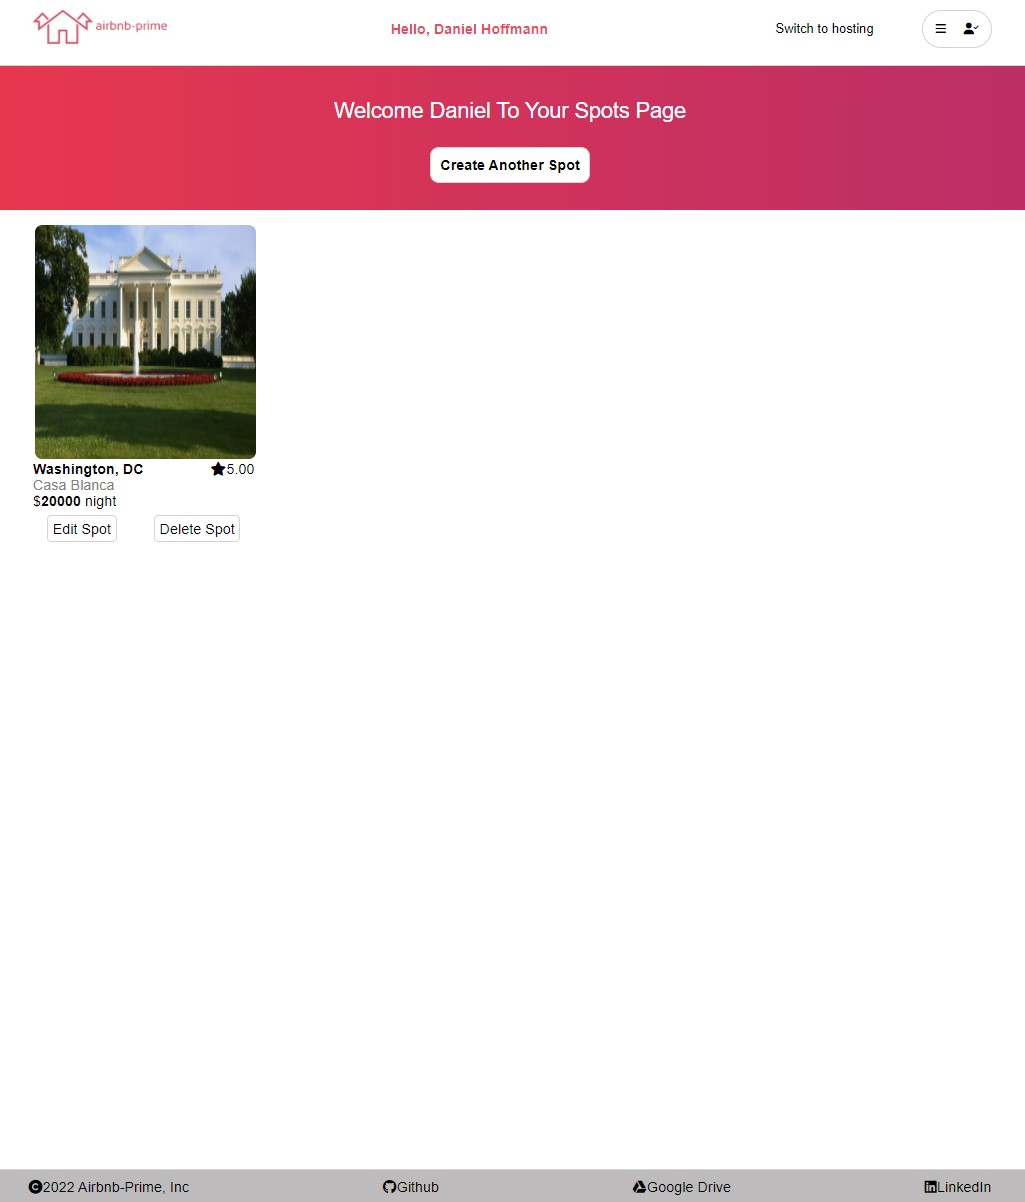 airbnb-prime
Hello, Daniel Hoffmann
Switch to hosting
Welcome Daniel To Your Spots Page
Create Another Spot
Washington, DC 5.00
Casa Blanca
$20000 night
Edit Spot Delete Spot
2022 Airbnb-Prime, Inc Github Google Drive LinkedIn